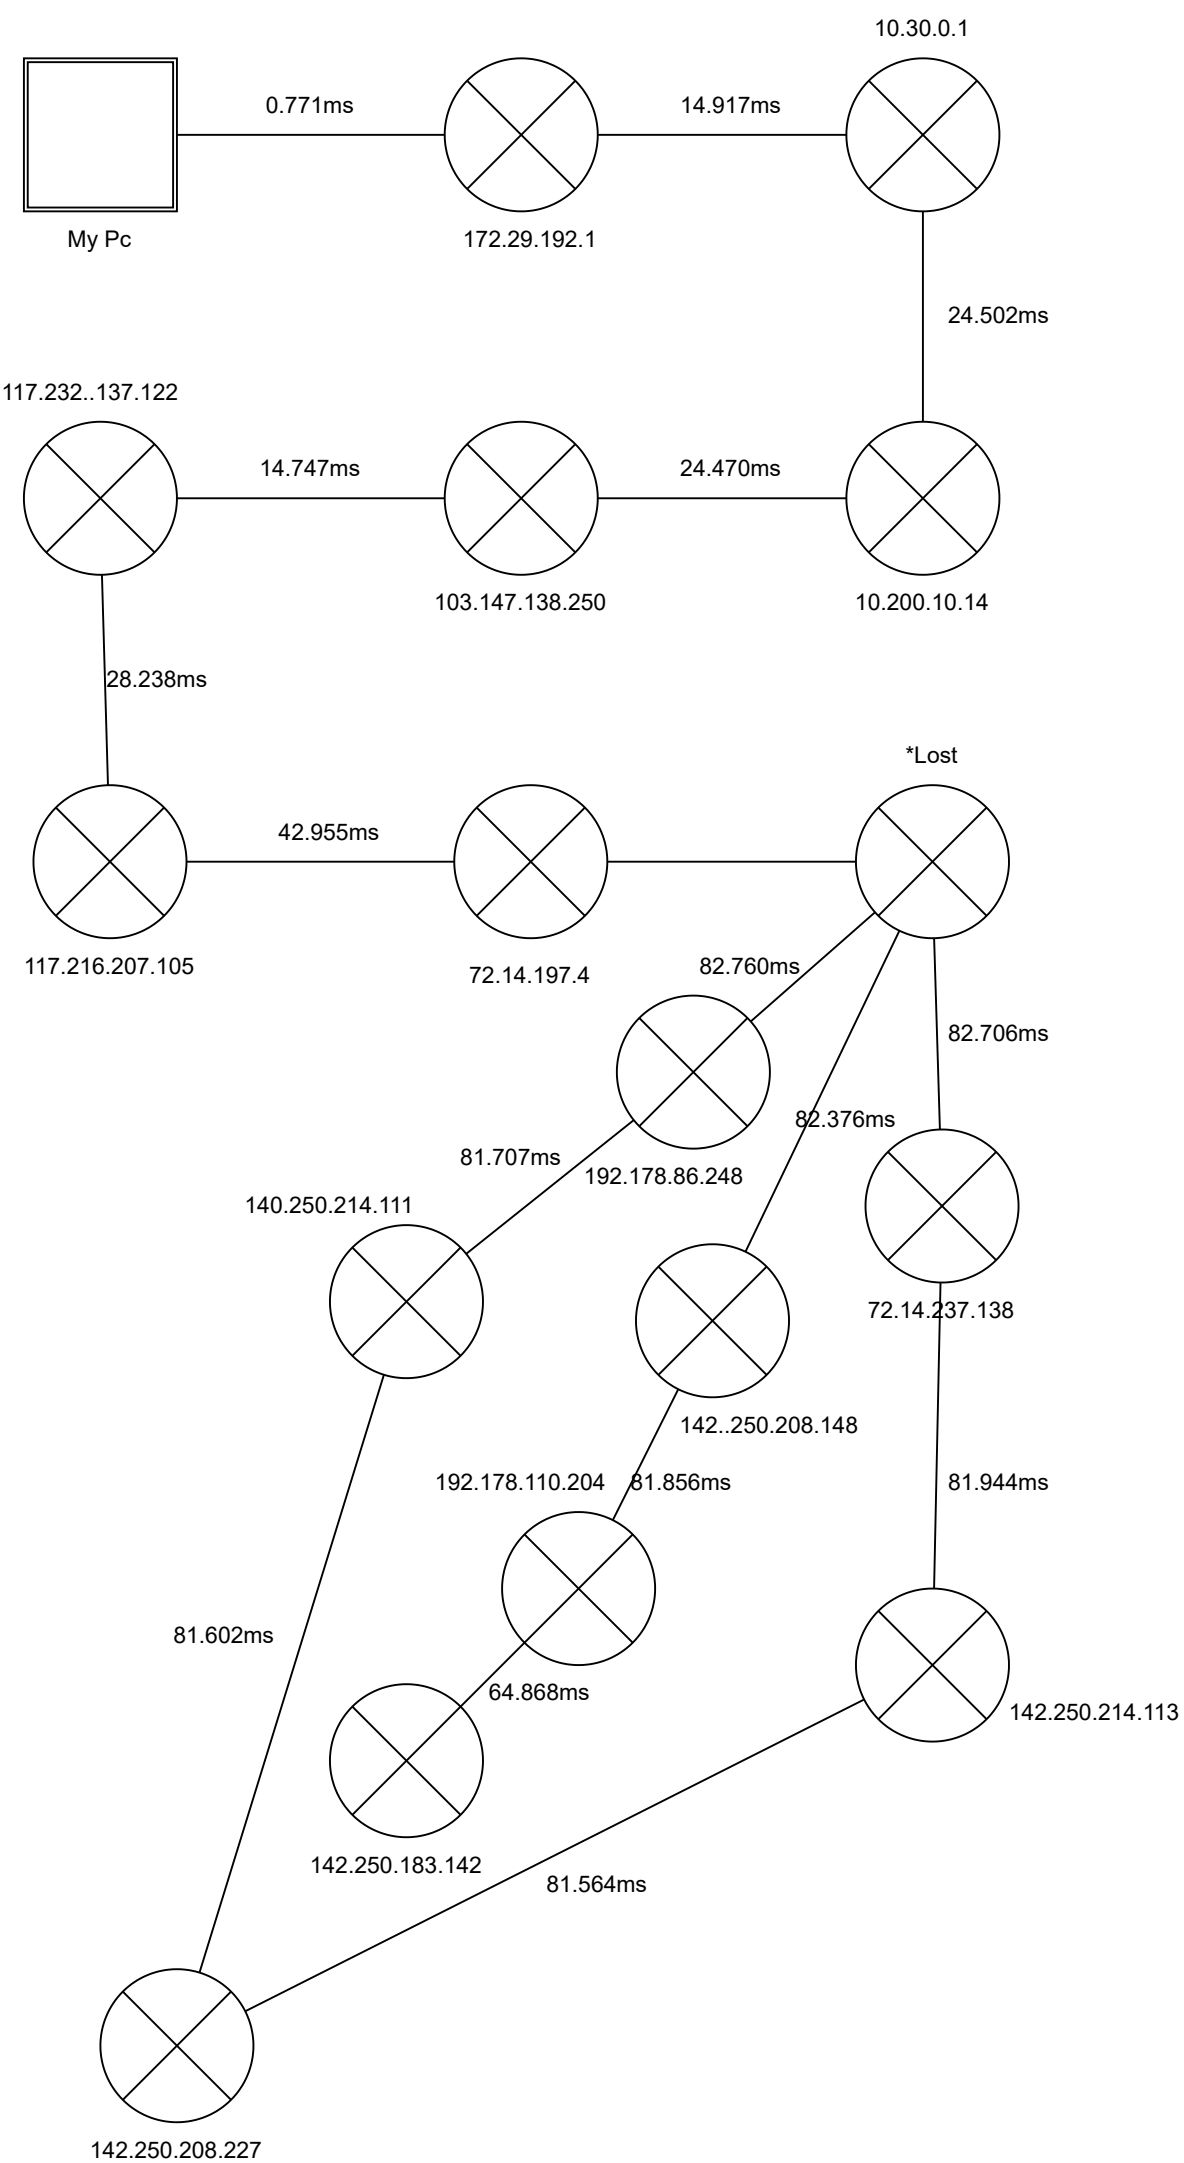 10.30.0.1
0.771ms
14.917ms
My Pc
172.29.192.1
24.502ms
117.232..137.122
14.747ms
24.470ms
103.147.138.250
10.200.10.14
28.238ms
*Lost
42.955ms
117.216.207.105
72.14.197.4
82.760ms
82.706ms
82.376ms
81.707ms
192.178.86.248
140.250.214.111
72.14.237.138
142..250.208.148
192.178.110.204
81.856ms
81.944ms
81.602ms
64.868ms
142.250.214.113
142.250.183.142
81.564ms
142.250.208.227